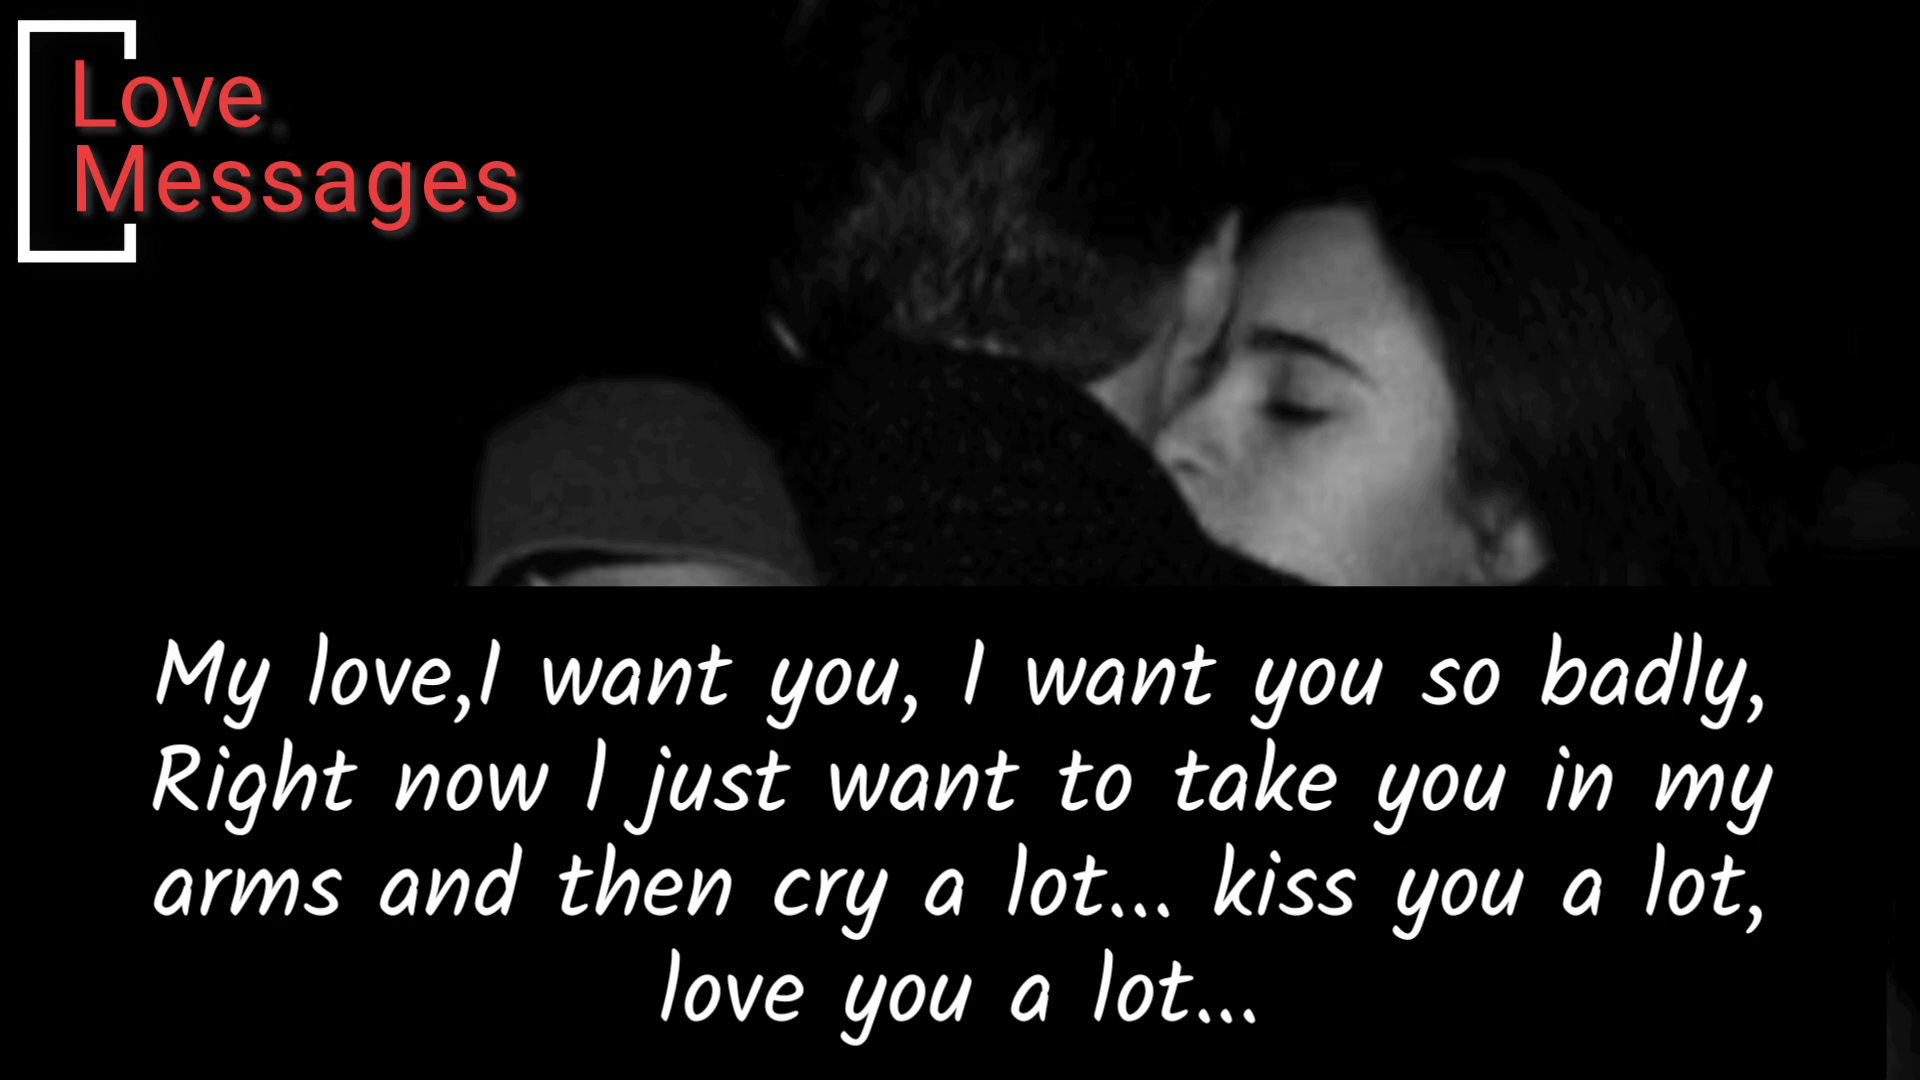 Love
Messages
My love,I want you, I want you so badly,
Right now I just want to take you in my
arms and then cry a lot... kiss you a lot,
love you a lot...